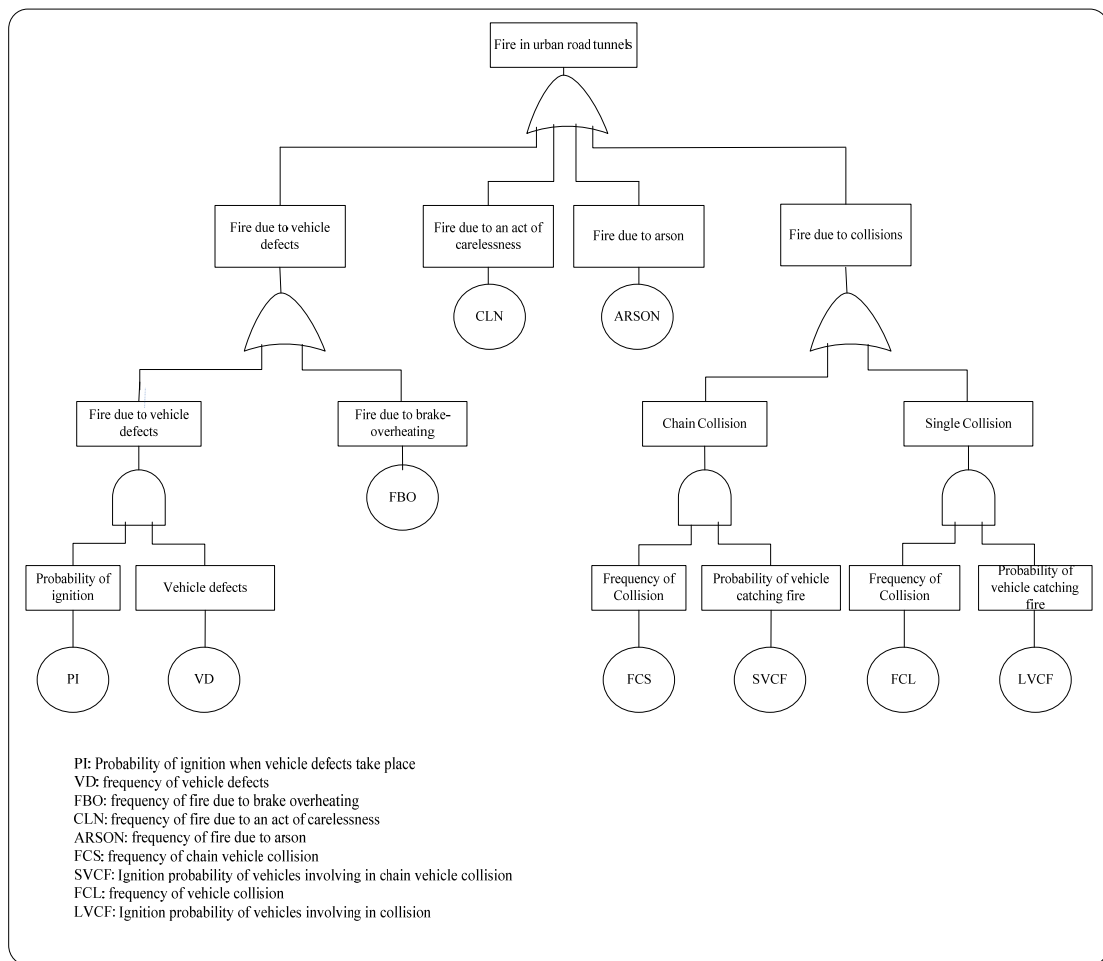 Fire in urban road tunnels
Fire due to vehicle
defects
Fire due to an act of
carelessness
Fire due to arson
Fire due to collisions
CLN
ARSON
Fire due to vehicle
defects
Fire due to brake-
overheating
Chain Collision
Single Collision
FBO
Probability of
ignition
Vehicle defects
Frequency of
Collision
Probability of vehicle
catching fire
Frequency of
Collision
Probability of
vehicle catching
fire
PI
VD
FCS
SVCF
FCL
LVCF
PI: Probability of ignition when vehicle defects take place
VD: frequency of vehicle defects
FBO: frequency of fire due to brake overheating
CLN: frequency of fire due to an act of carelessness
ARSON: frequency of fire due to arson
FCS: frequency of chain vehicle collision
SVCF: Ignition probability of vehicles involving in chain vehicle collision
FCL: frequency of vehicle collision
LVCF: Ignition probability of vehicles involving in collision